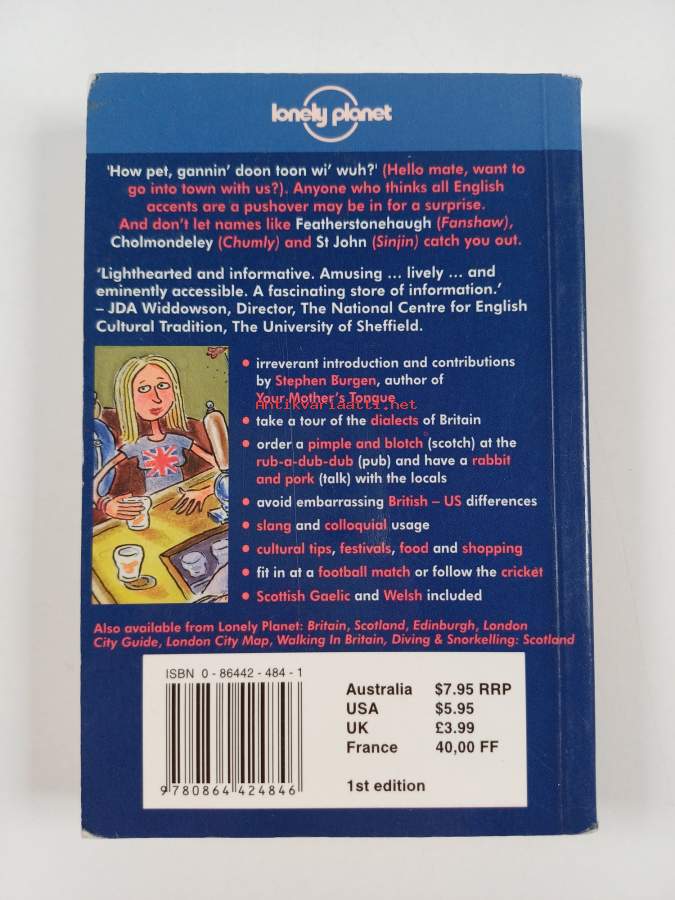 lonely planet
'How pet, gannin' doon toon wi' wuh?' (Hello mate, want to
go into town with us?). Anyone who thinks all English
accents are a pushover may be in for a surprise.
And don't let names like Featherstonehaugh (Fanshaw),
Cholmondeley (Chumly) and St John (Sinjin) catch you out.
'Lighthearted and informative. Amusing ... lively ... and
eminently accessible. A fascinating store of information.'
– JDA Widdowson, Director, The National Centre for English
Cultural Tradition, The University of Sheffield.
• irreverant introduction and contributions
by Stephen Burgen, author of
Your Mother's Tongue
Antikvariaatti.net
• take a tour of the dialects of Britain
• order a pimple and blotch (scotch) at the
rub-a-dub-dub (pub) and have a rabbit
and pork (talk) with the locals
• avoid embarrassing British – US differences
• slang and colloquial usage
• cultural tips, festivals, food and shopping
• fit in at a football match or follow the cricket
• Scottish Gaelic and Welsh included
Also available from Lonely Planet: Britain, Scotland, Edinburgh, London
City Guide, London City Map, Walking In Britain, Diving & Snorkelling: Scotland
ISBN 0 - 86442 - 484 - 1
Australia $7.95 RRP
USA $5.95
UK £3.99
France 40,00 FF
1st edition
9 780864 424846